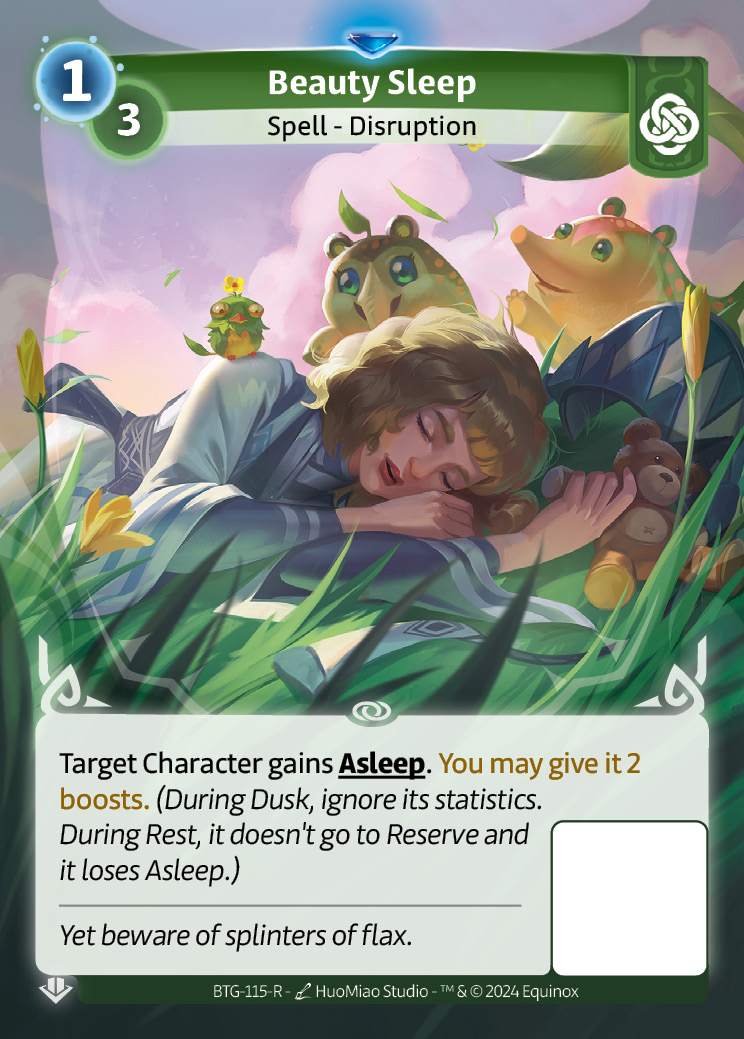 1
Beauty Sleep
3
Spell - Disruption
Target Character gains Asleep. You may give it 2
boosts. (During Dusk, ignore its statistics.
During Rest, it doesn't go to Reserve and
it loses Asleep.)
Yet beware of splinters of flax.
BTG-115-R - HuoMiao Studio - ™ & © 2024 Equinox